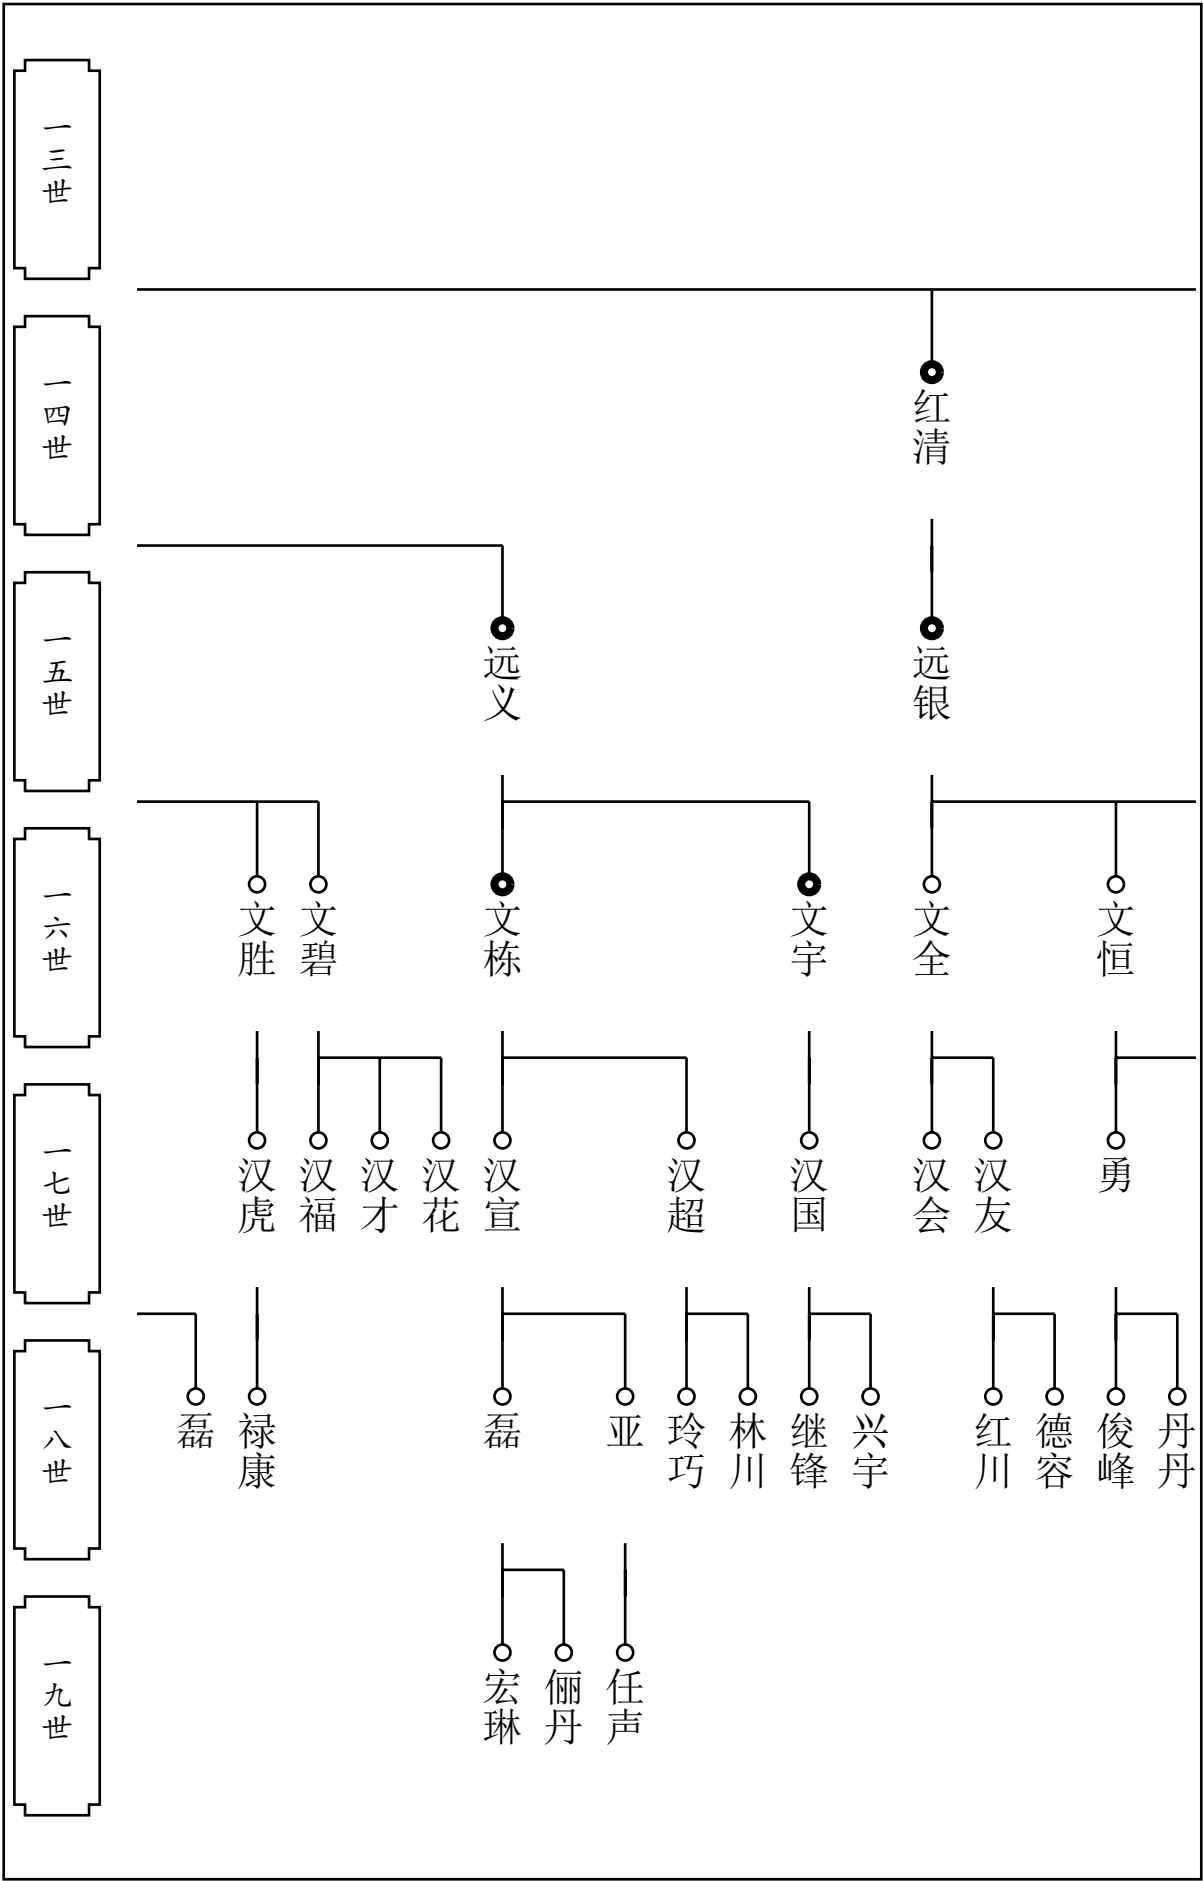 一三世
一四世
红清
一五世
远义
远银
一六世
文胜
文碧
文栋
文宇
文全
文恒
一七世
汉虎
汉福
汉才
汉花
汉宣
汉超
汉国
汉会
汉友
勇
一八世
磊
禄康
磊
亚
玲巧
林川
继锋
兴宇
红川
德容
俊峰
丹丹
一九世
宏琳
俪丹
任声